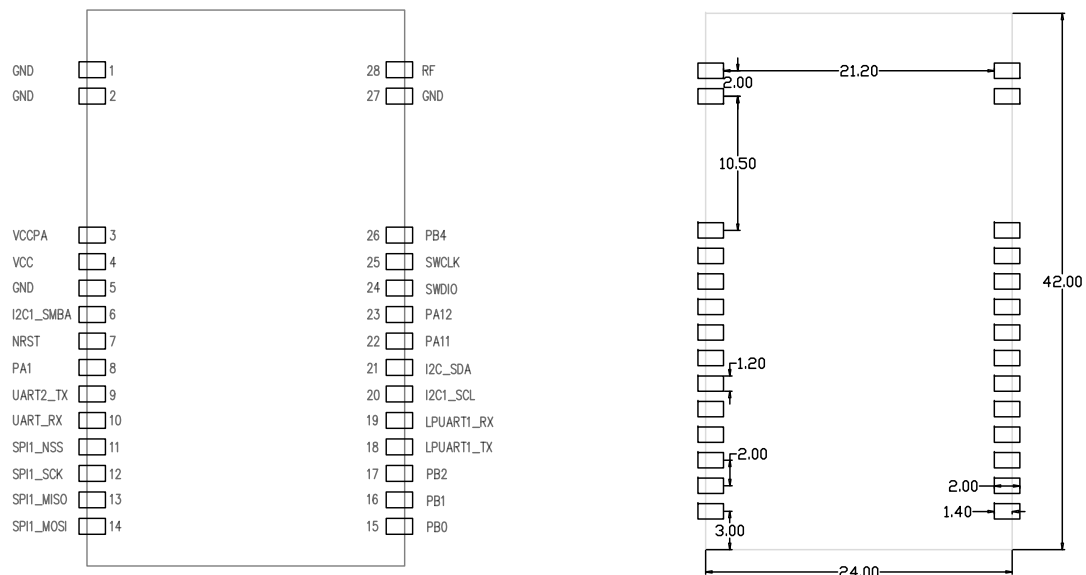 GND 1 28 RF
GND 2 27 GND
VCCPA 3 26 PB4
VCC 4 25 SWCLK
GND 5 24 SWDIO
I2C1_SMBA 6 23 PA12
NRST 7 22 PA11
PA1 8 21 I2C_SDA
UART2_TX 9 20 I2C1_SCL
UART_RX 10 19 LPUART1_RX
SPI1_NSS 11 18 LPUART1_TX
SPI1_SCK 12 17 PB2
SPI1_MISO 13 16 PB1
SPI1_MOSI 14 15 PB0
21.20
2.00
10.50
42.00
1.20
2.00
2.00
1.40
3.00
24.00